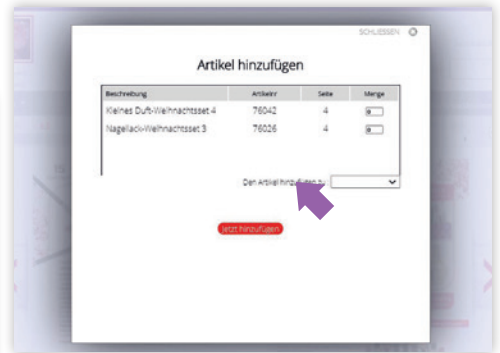 SCHLIESSEN
Artikel hinzufügen
Beschreibung Artikelnr Seite Menge
Kleines Duft-Weihnachtsset 4 76042 4 0
Nagellack-Weihnachtsset 3 76026 4 0
Den Artikel hinzufügen zu
Jetzt hinzufügen